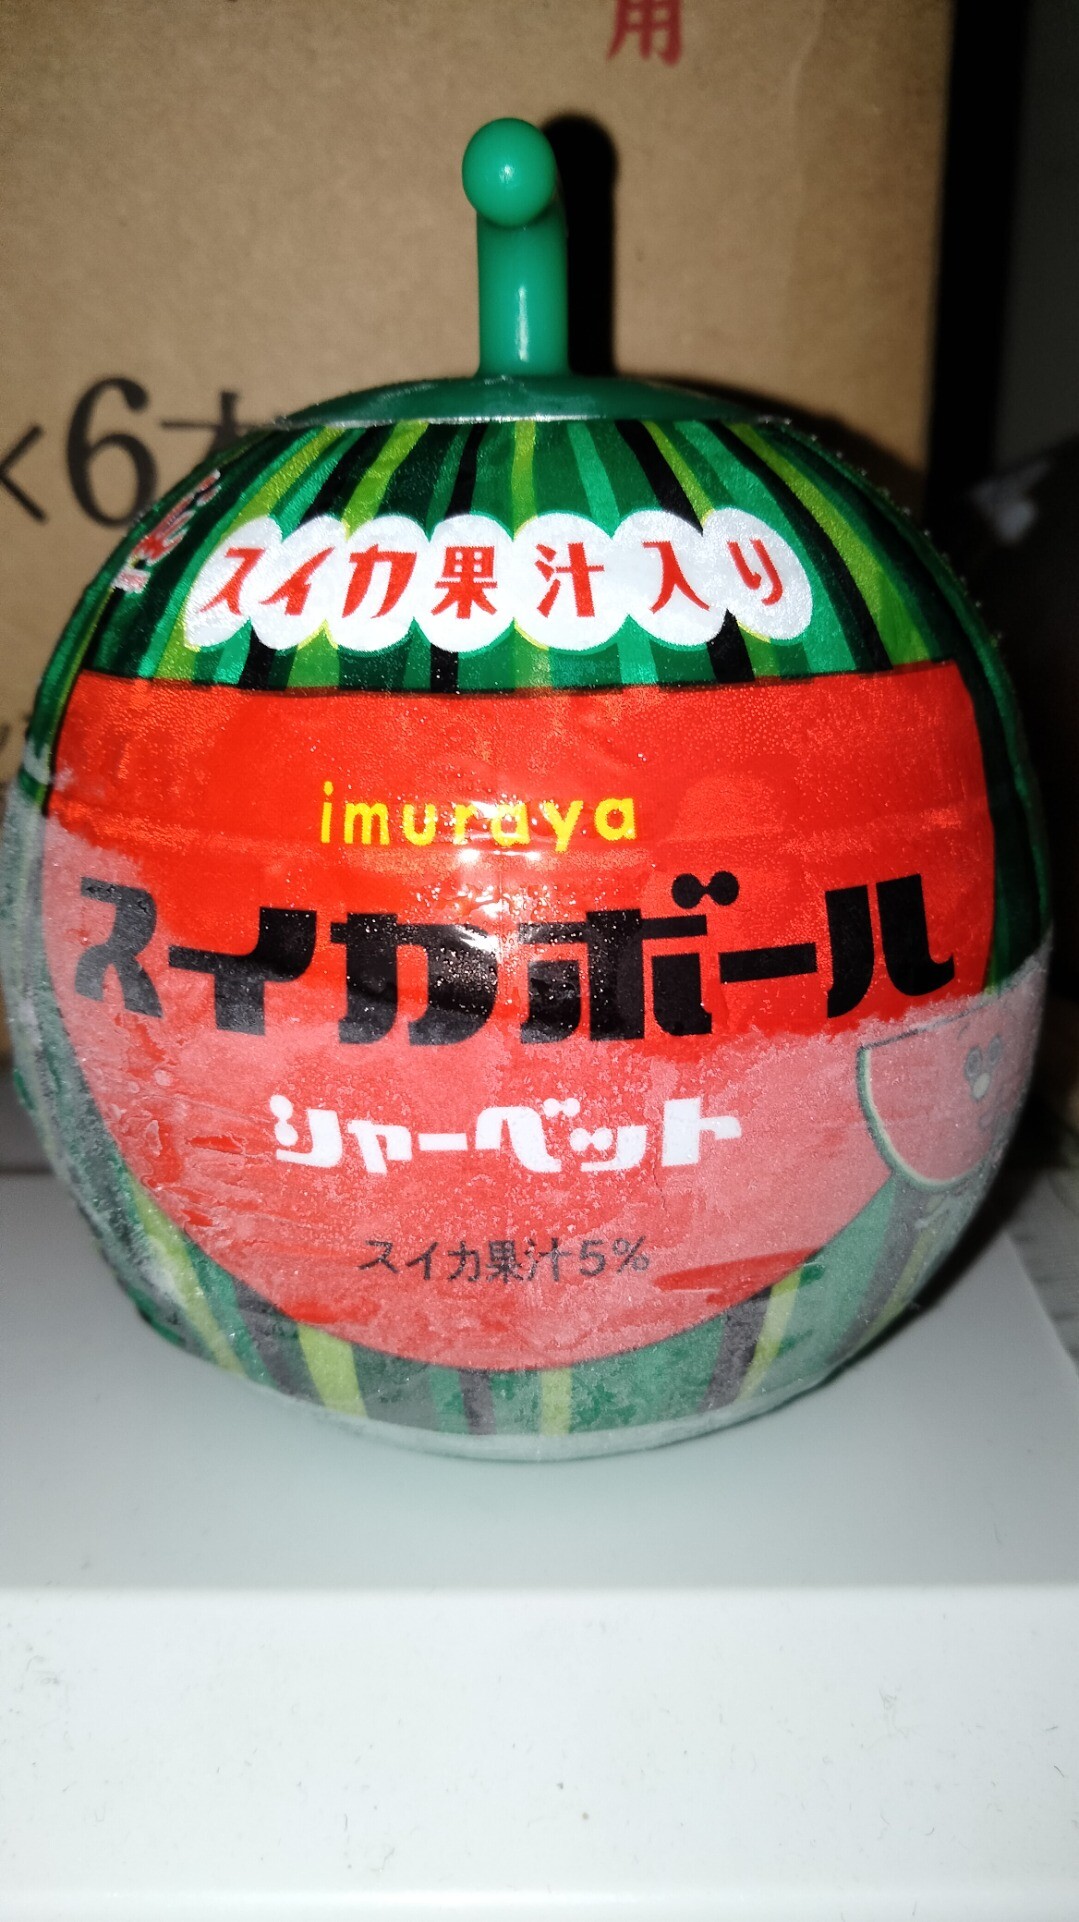 用
×6本
スイカ果汁入り
imuraya
スイカボール
シャーベット
スイカ果汁5%